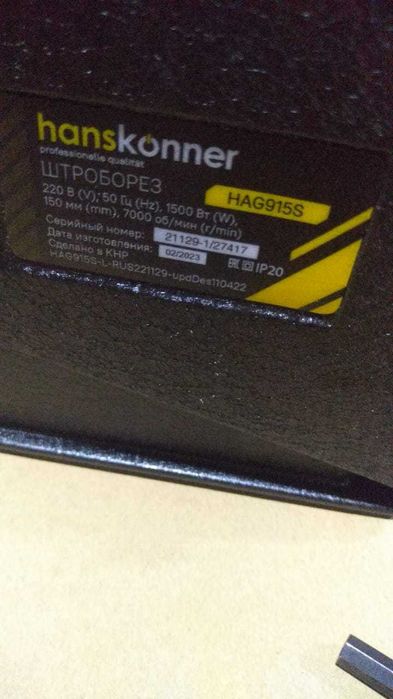 hanskonner
professionelle qualität
ШТРОБОРЕЗ
HAG915S
220 В (V), 50 Гц (Hz), 1500 Вт (W),
150 мм (mm), 7000 об/мин (r/min)
Серийный номер: 21129-1/27417
Дата изготовления: 02/2023
Сделано в КНР
EAC IP20
HAG915S-L-RUS221129-updDes110422